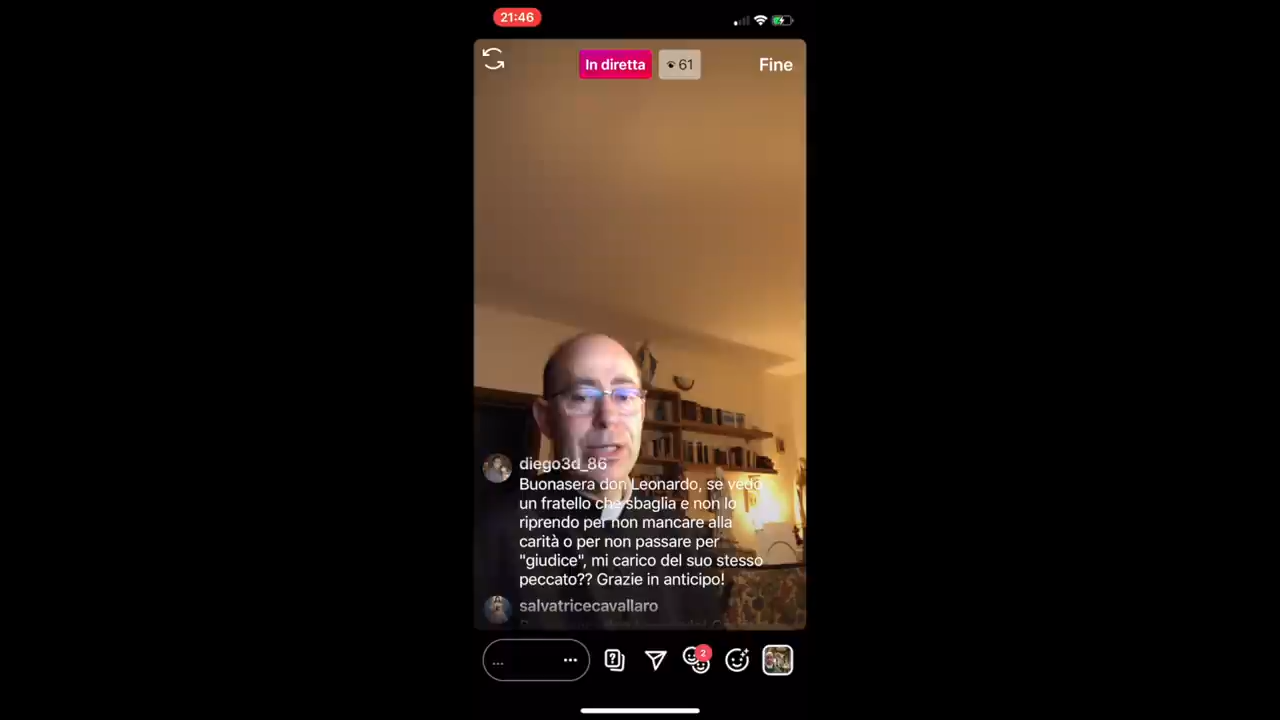 21:46
In diretta
61
Fine
diego3d_86
Buonasera don Leonardo, se vedo
un fratello che sbaglia e non lo
riprendo per non mancare alla
carità o per non passare per
"giudice", mi carico del suo stesso
peccato?? Grazie in anticipo!
salvatricecavallaro
...
2